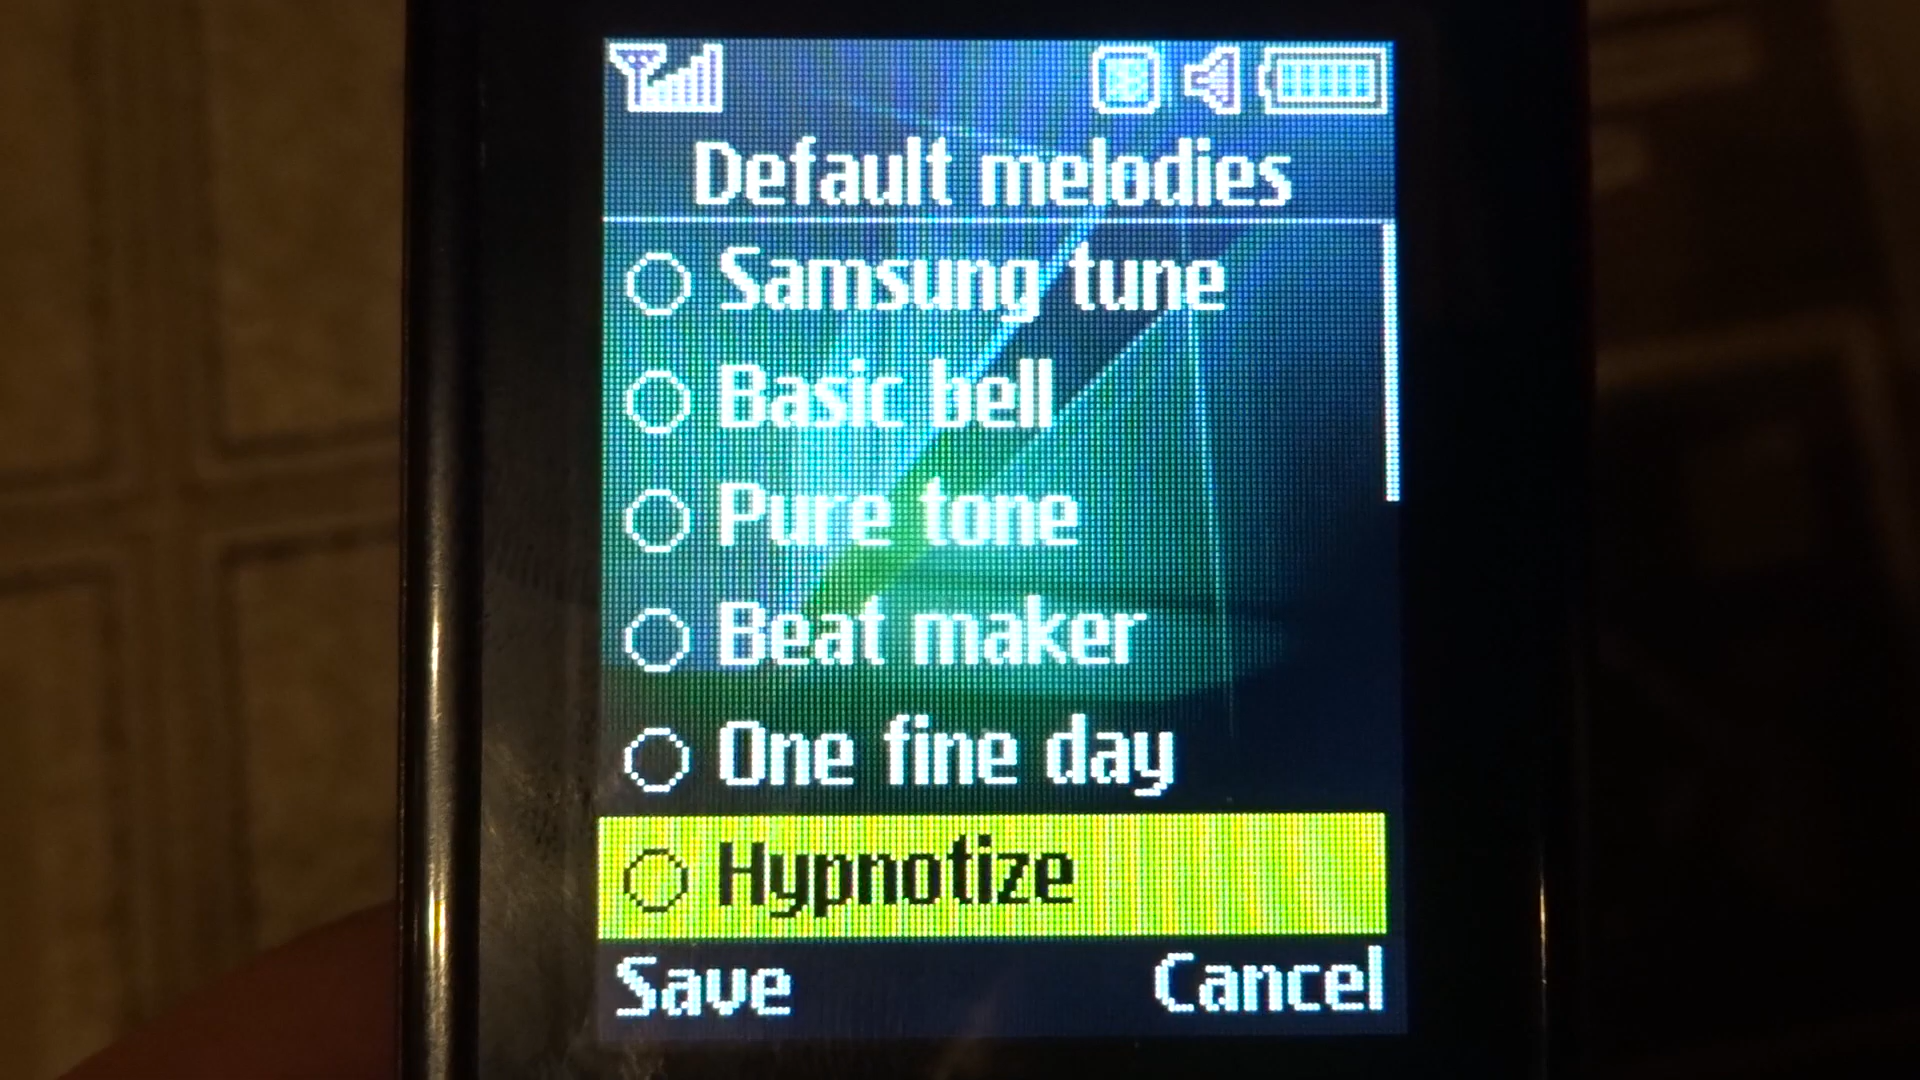 Default melodies
Samsung tune
Basic bell
Pure tone
Beat maker
One fine day
Hypnotize
Save Cancel